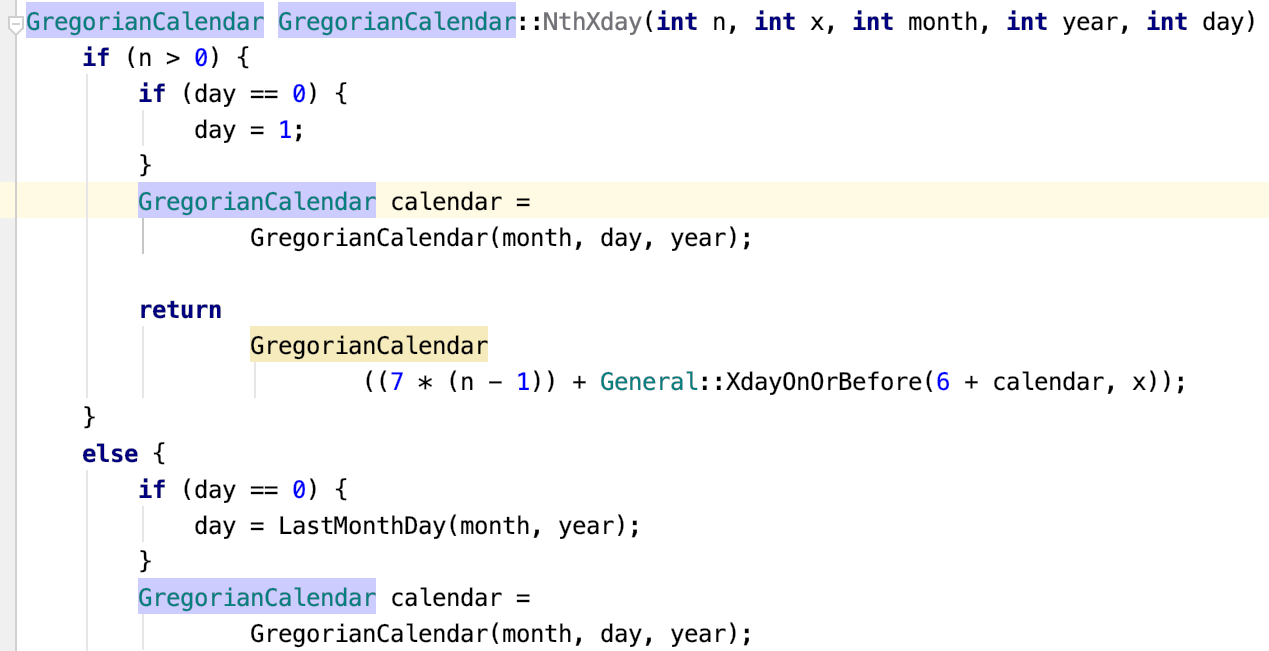 GregorianCalendar GregorianCalendar::NthXday(int n, int x, int month, int year, int day)
if (n > 0) {
if (day == 0) {
day = 1;
}
GregorianCalendar calendar =
GregorianCalendar(month, day, year);
return
GregorianCalendar
((7 * (n - 1)) + General::XdayOnOrBefore(6 + calendar, x));
}
else {
if (day == 0) {
day = LastMonthDay(month, year);
}
GregorianCalendar calendar =
GregorianCalendar(month, day, year);